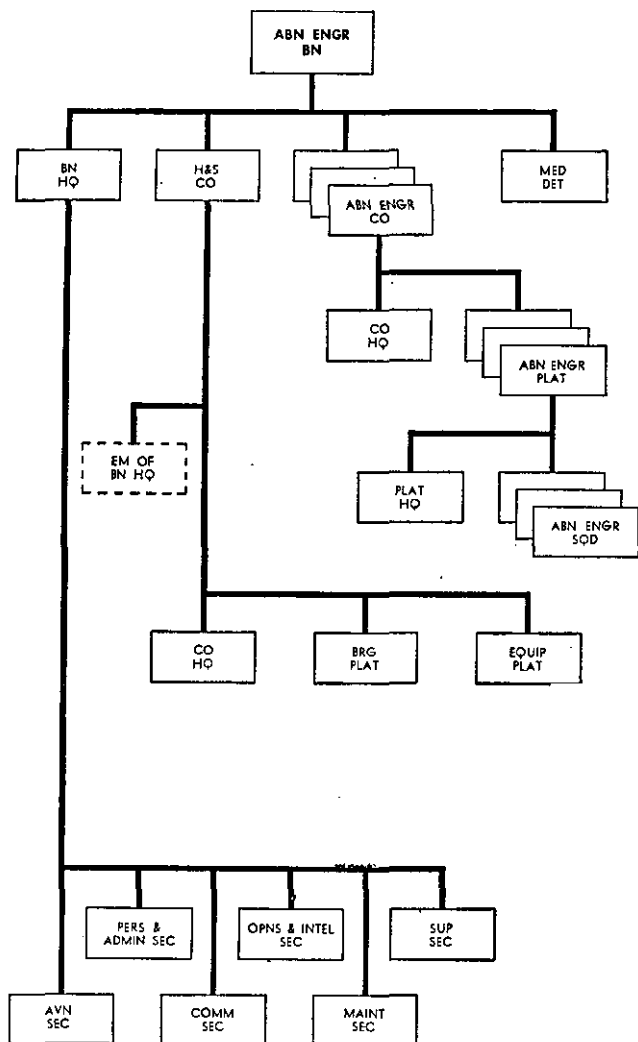 ABN ENGR
BN
BN
HQ
H&S
CO
ABN ENGR
CO
MED
DET
CO
HQ
ABN ENGR
PLAT
EM OF
BN HQ
PLAT
HQ
ABN ENGR
SQD
CO
HQ
BRG
PLAT
EQUIP
PLAT
PERS &
ADMIN SEC
OPNS & INTEL
SEC
SUP
SEC
AVN
SEC
COMM
SEC
MAINT
SEC